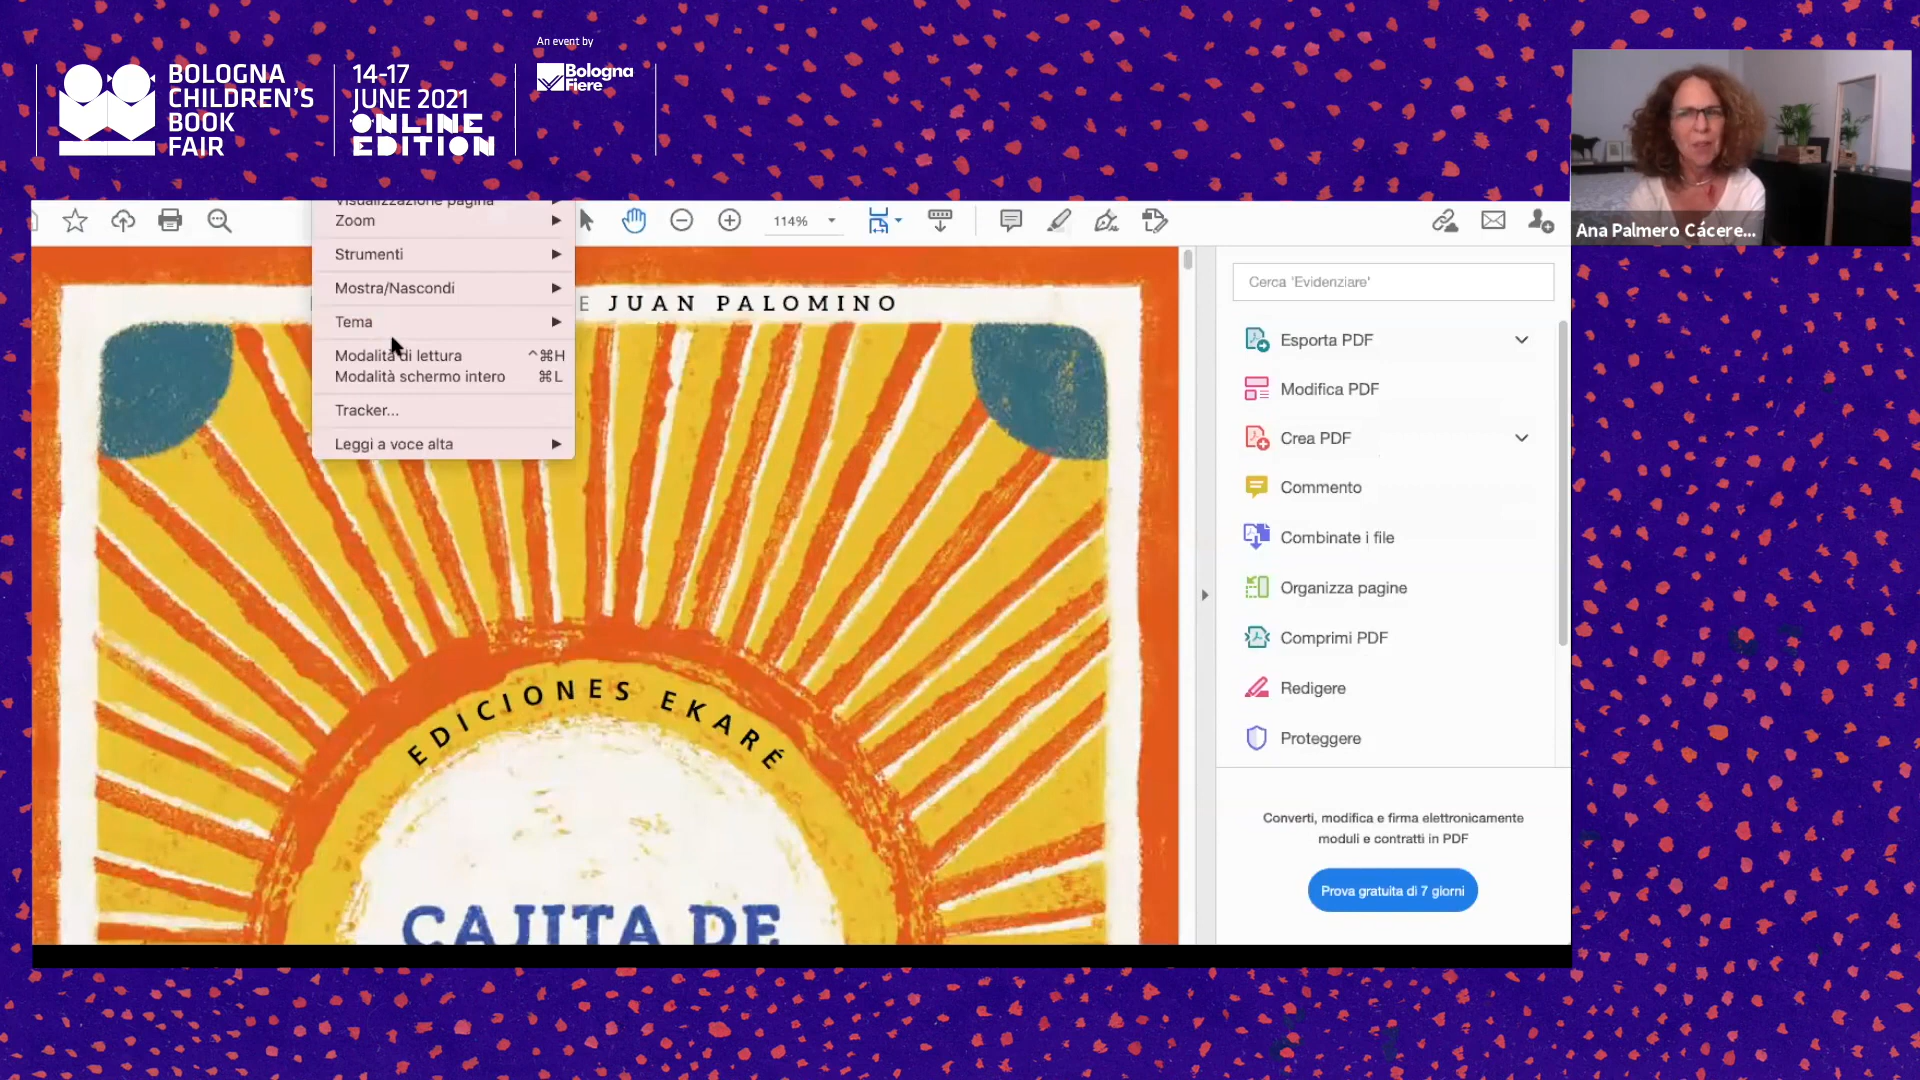 An event by
BOLOGNA
CHILDREN'S
BOOK
FAIR
14-17
JUNE 2021
ONLINE
EDITION
Bologna
Fiere
Ana Palmero Cácere...
Visualizzazione pagina
Zoom
114%
Strumenti
Mostra/Nascondi
Tema
Modalità di lettura ^⌘H
Modalità schermo intero ⌘L
Tracker...
Leggi a voce alta
E JUAN PALOMINO
EDICIONES EKARÉ
CAJITA DE
Cerca 'Evidenziare'
Esporta PDF
Modifica PDF
Crea PDF
Commento
Combinate i file
Organizza pagine
Comprimi PDF
Redigere
Proteggere
Converti, modifica e firma elettronicamente
moduli e contratti in PDF
Prova gratuita di 7 giorni